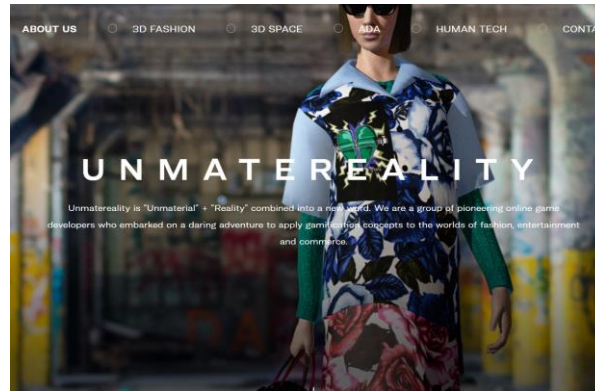 ABOUT US 3D FASHION 3D SPACE ADA HUMAN TECH CONTA
UNMATEREALITY
Unmatereality is "Unmaterial" + "Reality" combined into a new word. We are a group of pioneering online game
developers who embarked on a daring adventure to apply gamification concepts to the worlds of fashion, entertainment
and commerce.